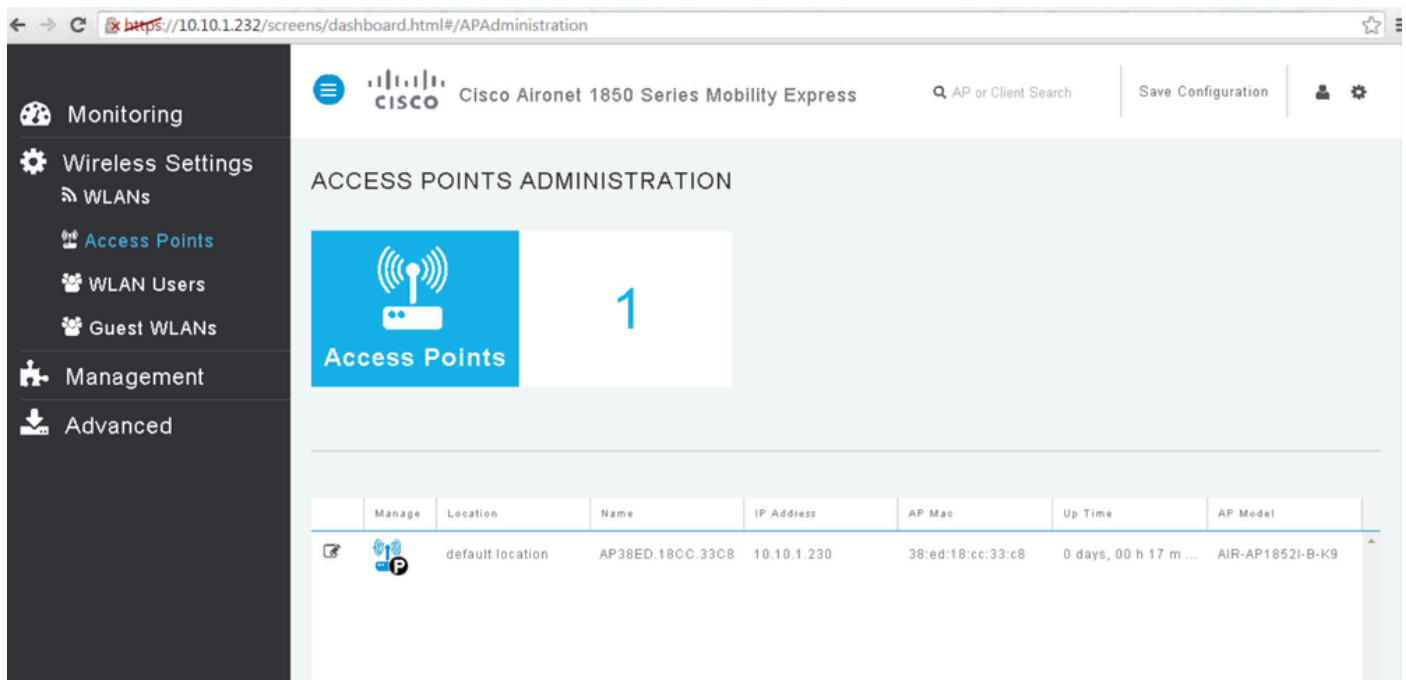 https://10.10.1.232/screens/dashboard.html#/APAdministration
Monitoring
Wireless Settings
WLANs
Access Points
WLAN Users
Guest WLANs
Management
Advanced
CISCO
Cisco Aironet 1850 Series Mobility Express
AP or Client Search
Save Configuration
ACCESS POINTS ADMINISTRATION
Access Points
1
Manage Location Name IP Address AP Mac Up Time AP Model
P default location AP38ED.18CC.33C8 10.10.1.230 38:ed:18:cc:33:c8 0 days, 00 h 17 m ... AIR-AP1852I-B-K9